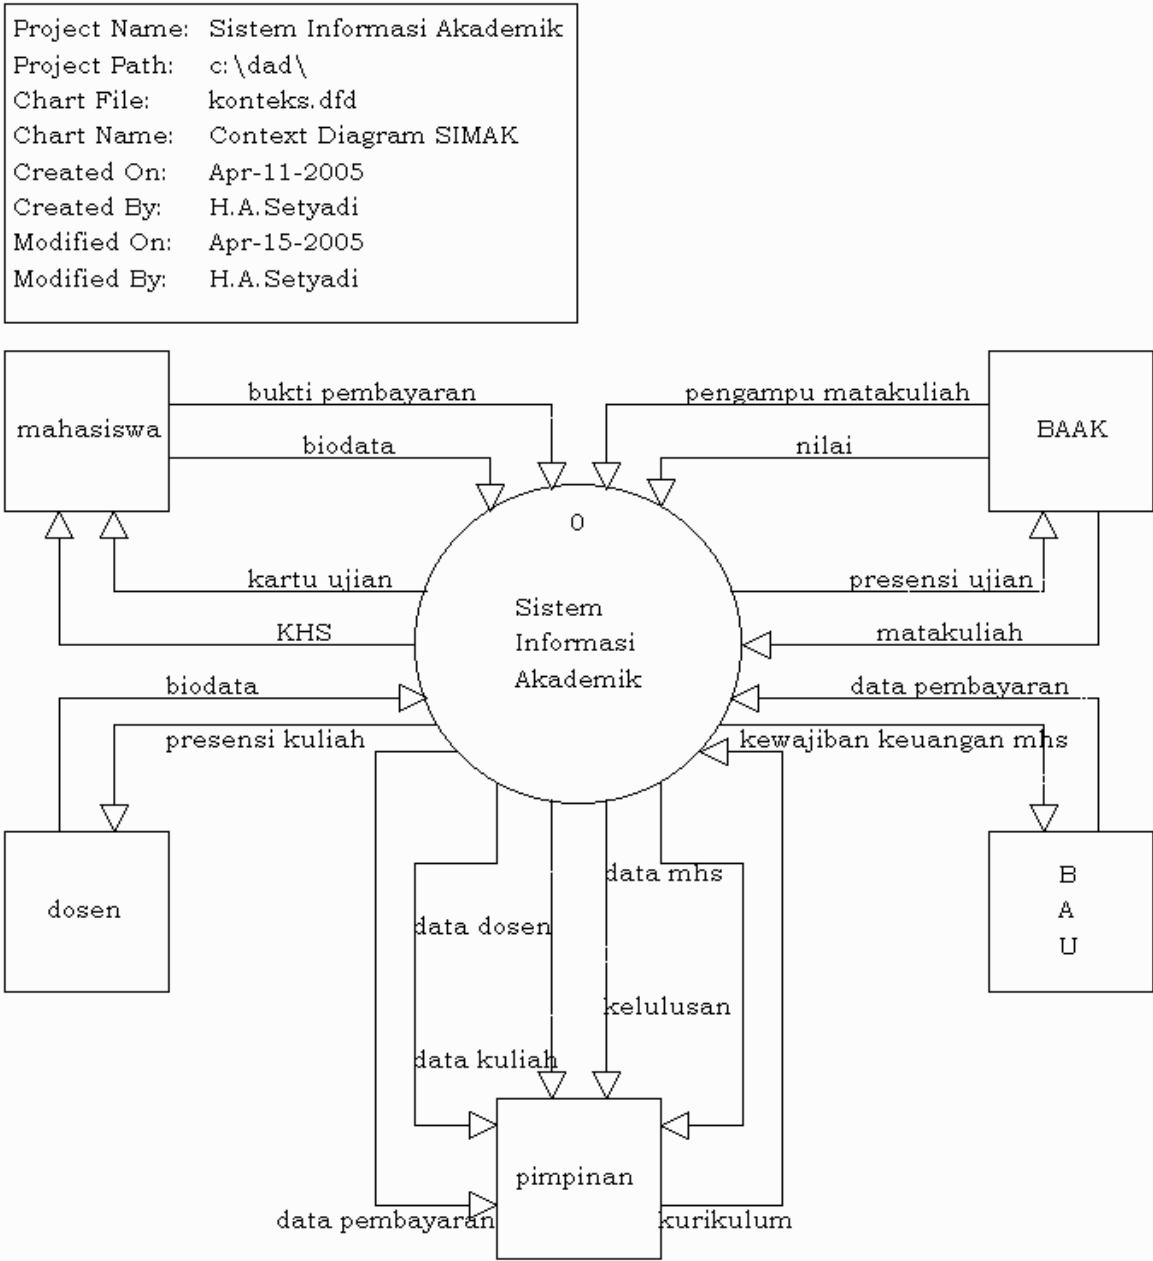 Project Name: Sistem Informasi Akademik
Project Path: c:\dad\
Chart File: konteks.dfd
Chart Name: Context Diagram SIMAK
Created On: Apr-11-2005
Created By: H.A.Setyadi
Modified On: Apr-15-2005
Modified By: H.A.Setyadi
bukti pembayaran
pengampu matakuliah
mahasiswa
BAAK
biodata
nilai
0
kartu ujian
presensi ujian
Sistem
Informasi
Akademik
KHS
matakuliah
biodata
data pembayaran
presensi kuliah
kewajiban keuangan mhs
data mhs
B
A
U
dosen
data dosen
kelulusan
data kuliah
pimpinan
data pembayaran
kurikulum